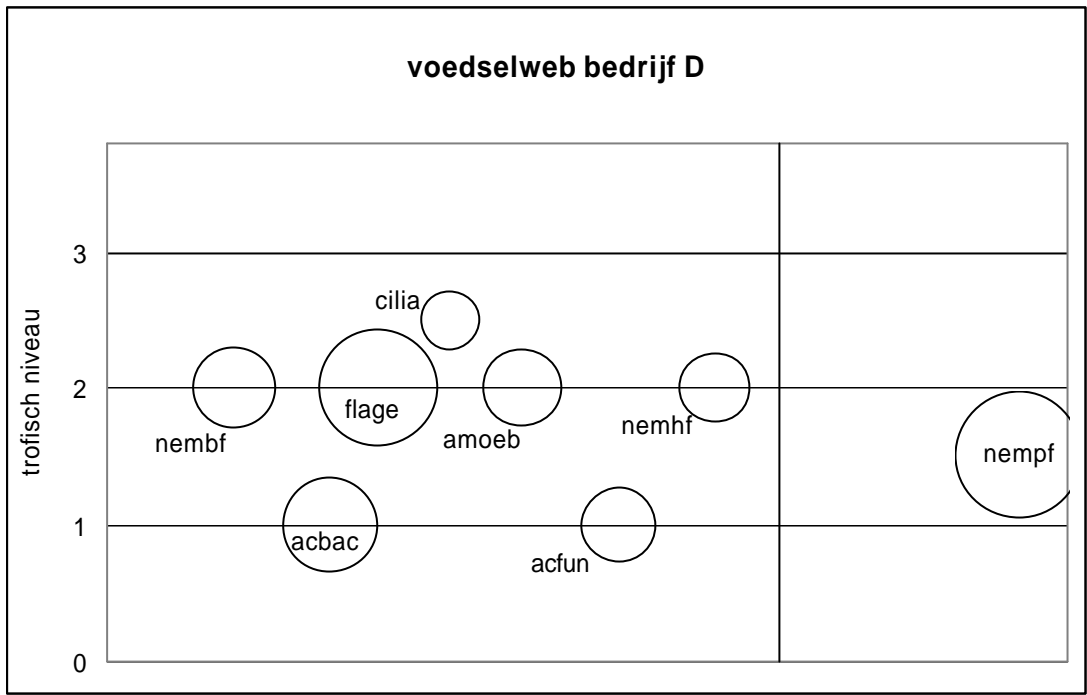 voedselweb bedrijf D
trofisch niveau
3
2
1
0
cilia
flage
nembf
amoeb
nemhf
nempf
acbac
acfun